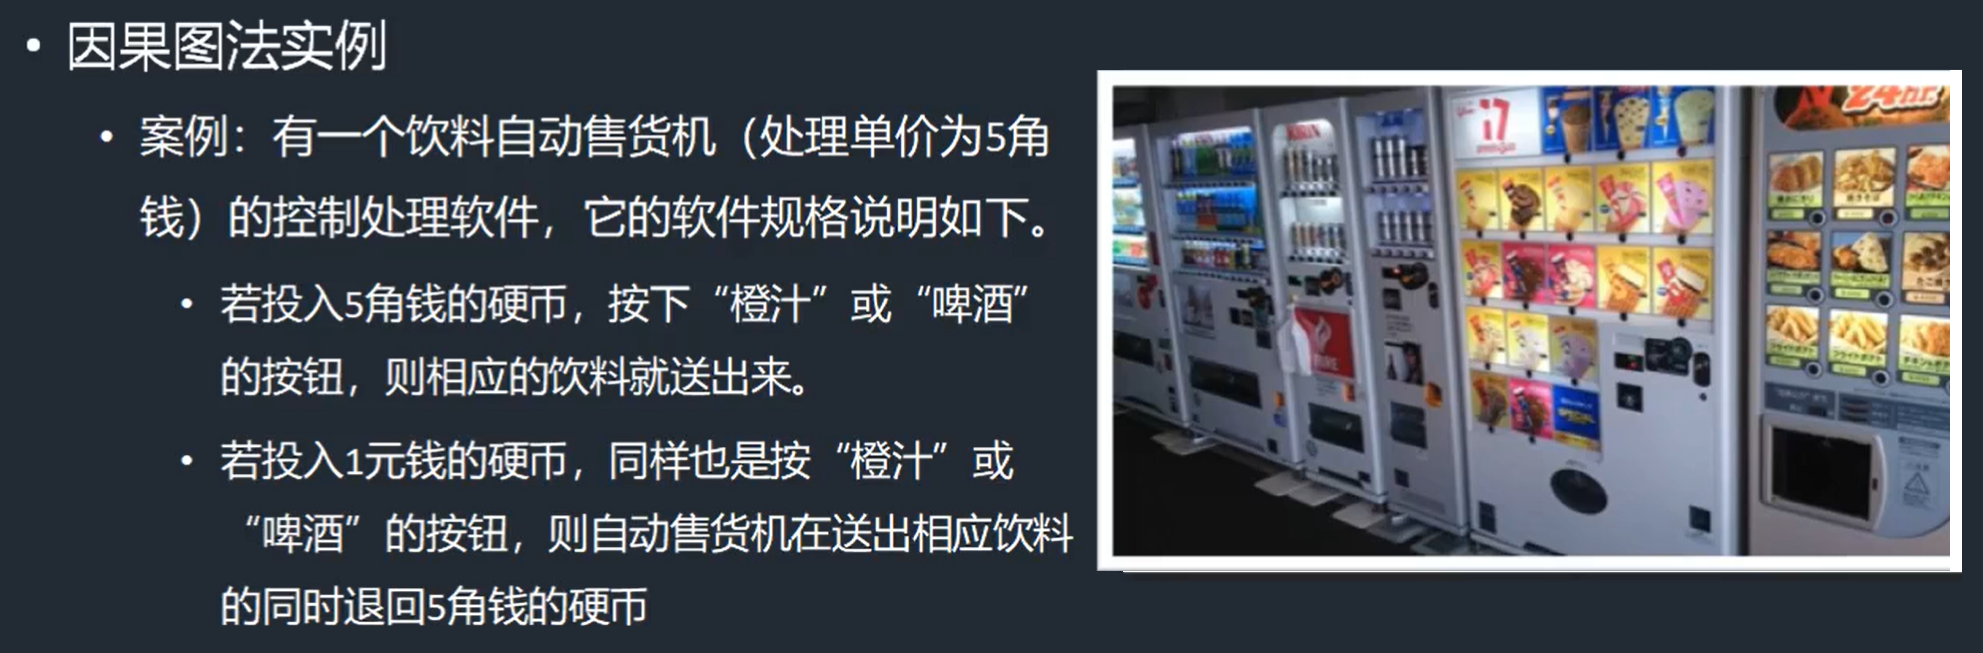 因果图法实例
案例：有一个饮料自动售货机（处理单价为5角
钱）的控制处理软件，它的软件规格说明如下。
若投入5角钱的硬币，按下“橙汁”或“啤酒”
的按钮，则相应的饮料就送出来。
若投入1元钱的硬币，同样也是按“橙汁”或
“啤酒”的按钮，则自动售货机在送出相应饮料
的同时退回5角钱的硬币
KIRIN
24hr.